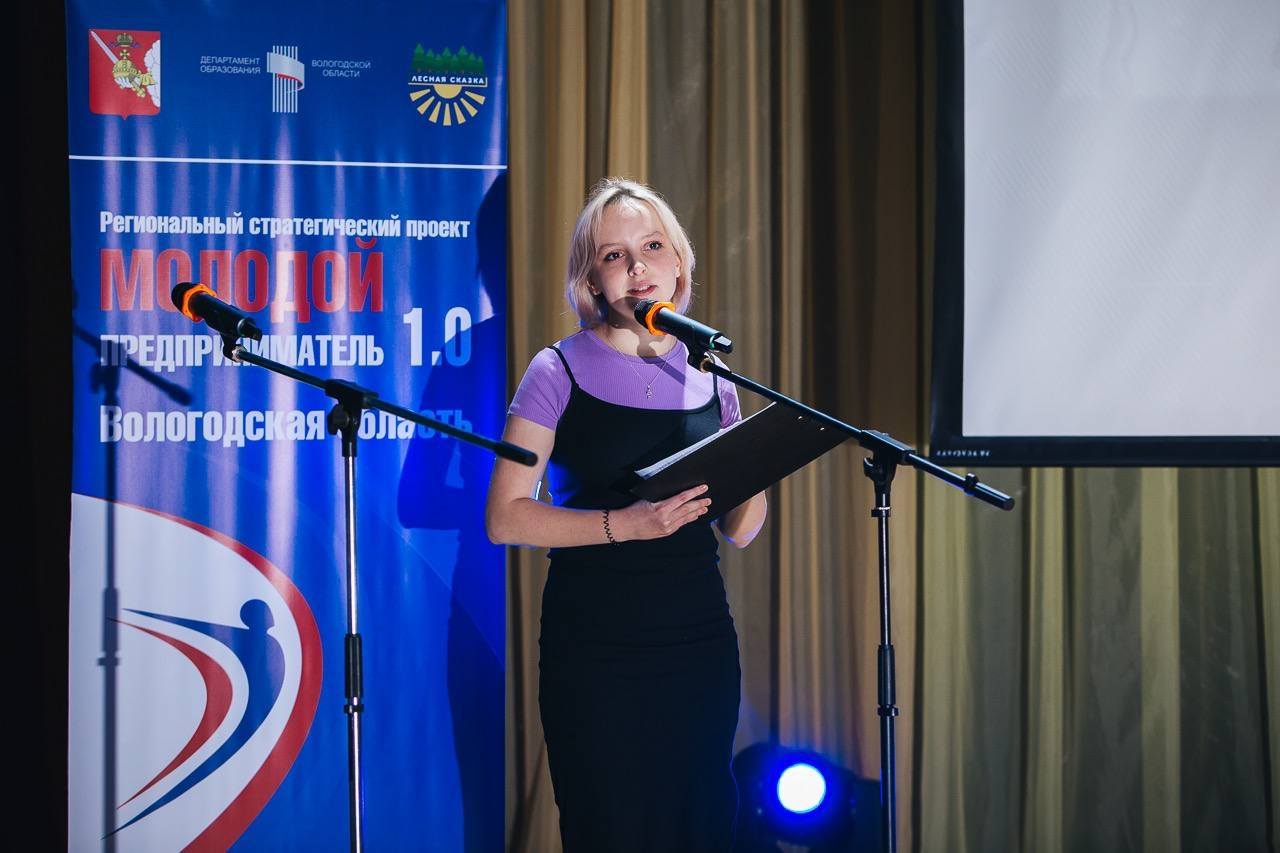 ДЕПАРТАМЕНТ ВОЛОГОДСКОЙ
ОБРАЗОВАНИЯ ОБЛАСТИ
ЛЕСНАЯ СКАЗКА
Региональный стратегический проект
МОЛОДОЙ
ПРЕДПРИНИМАТЕЛЬ 1.0
Вологодская область